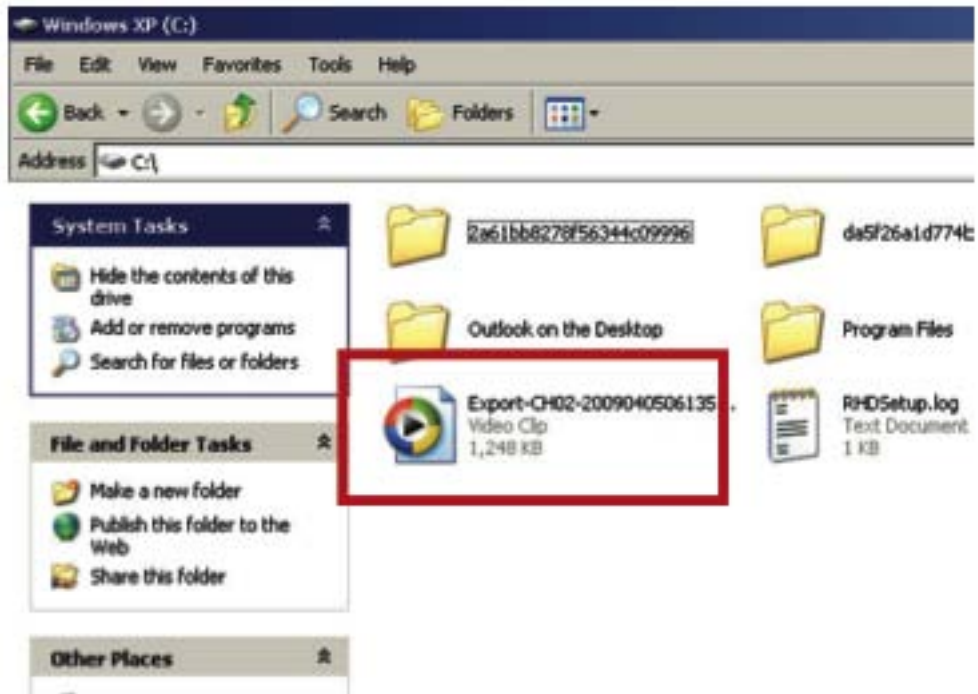 Windows XP (C:)
File Edit View Favorites Tools Help
Back Search Folders
Address C:\
System Tasks
Hide the contents of this
drive
Add or remove programs
Search for files or folders
File and Folder Tasks
Make a new folder
Publish this folder to the
Web
Share this folder
Other Places
2a61bb8278f56344c09996
da5f26a1d774b
Outlook on the Desktop
Program Files
Export-CH02-2009040506135...
Video Clip
1,248 KB
RHDSetup.log
Text Document
1 KB